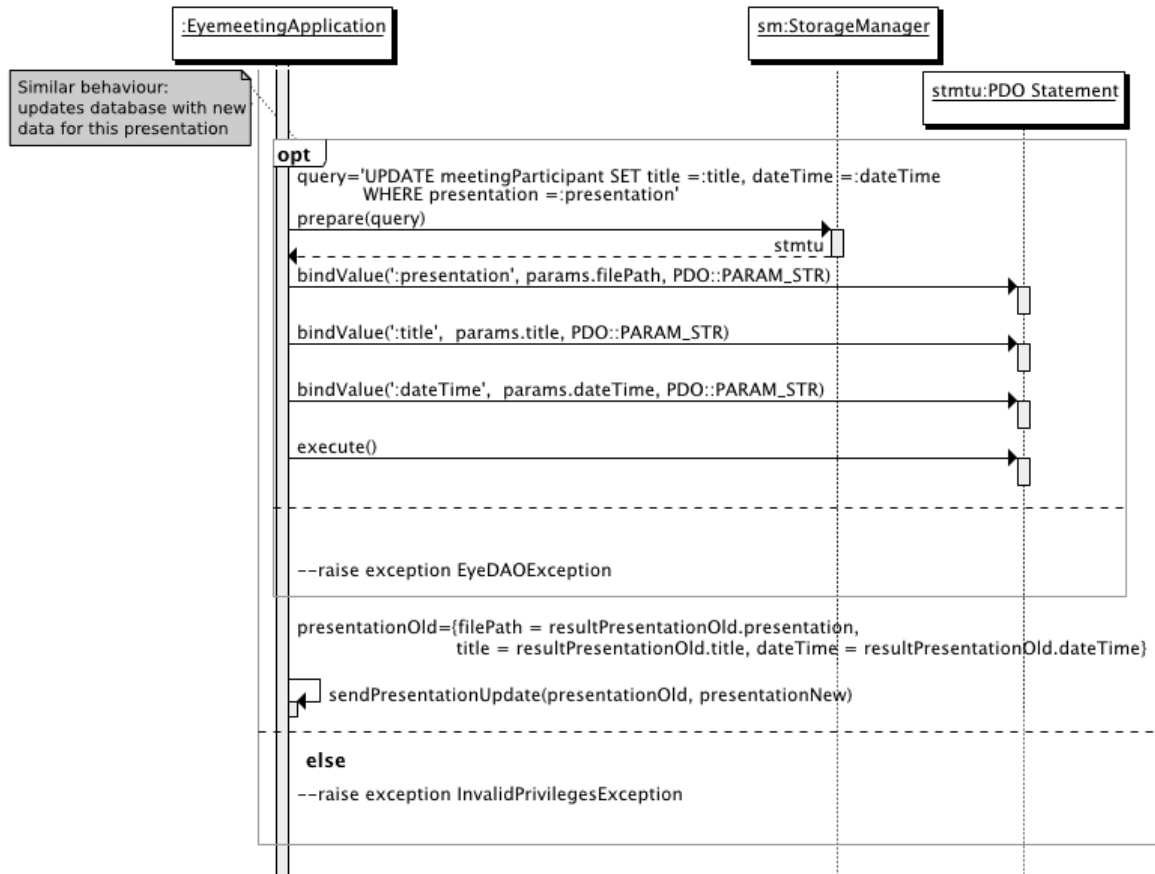 :EyemeetingApplication
sm:StorageManager
Similar behaviour:
updates database with new
data for this presentation
stmtu:PDO Statement
opt
query='UPDATE meetingParticipant SET title =:title, dateTime =:dateTime
WHERE presentation =:presentation'
prepare(query)
stmtu
bindValue(':presentation', params.filePath, PDO::PARAM_STR)
bindValue(':title',  params.title, PDO::PARAM_STR)
bindValue(':dateTime',  params.dateTime, PDO::PARAM_STR)
execute()
--raise exception EyeDAOException
presentationOld={filePath = resultPresentationOld.presentation,
title = resultPresentationOld.title, dateTime = resultPresentationOld.dateTime}
sendPresentationUpdate(presentationOld, presentationNew)
else
--raise exception InvalidPrivilegesException